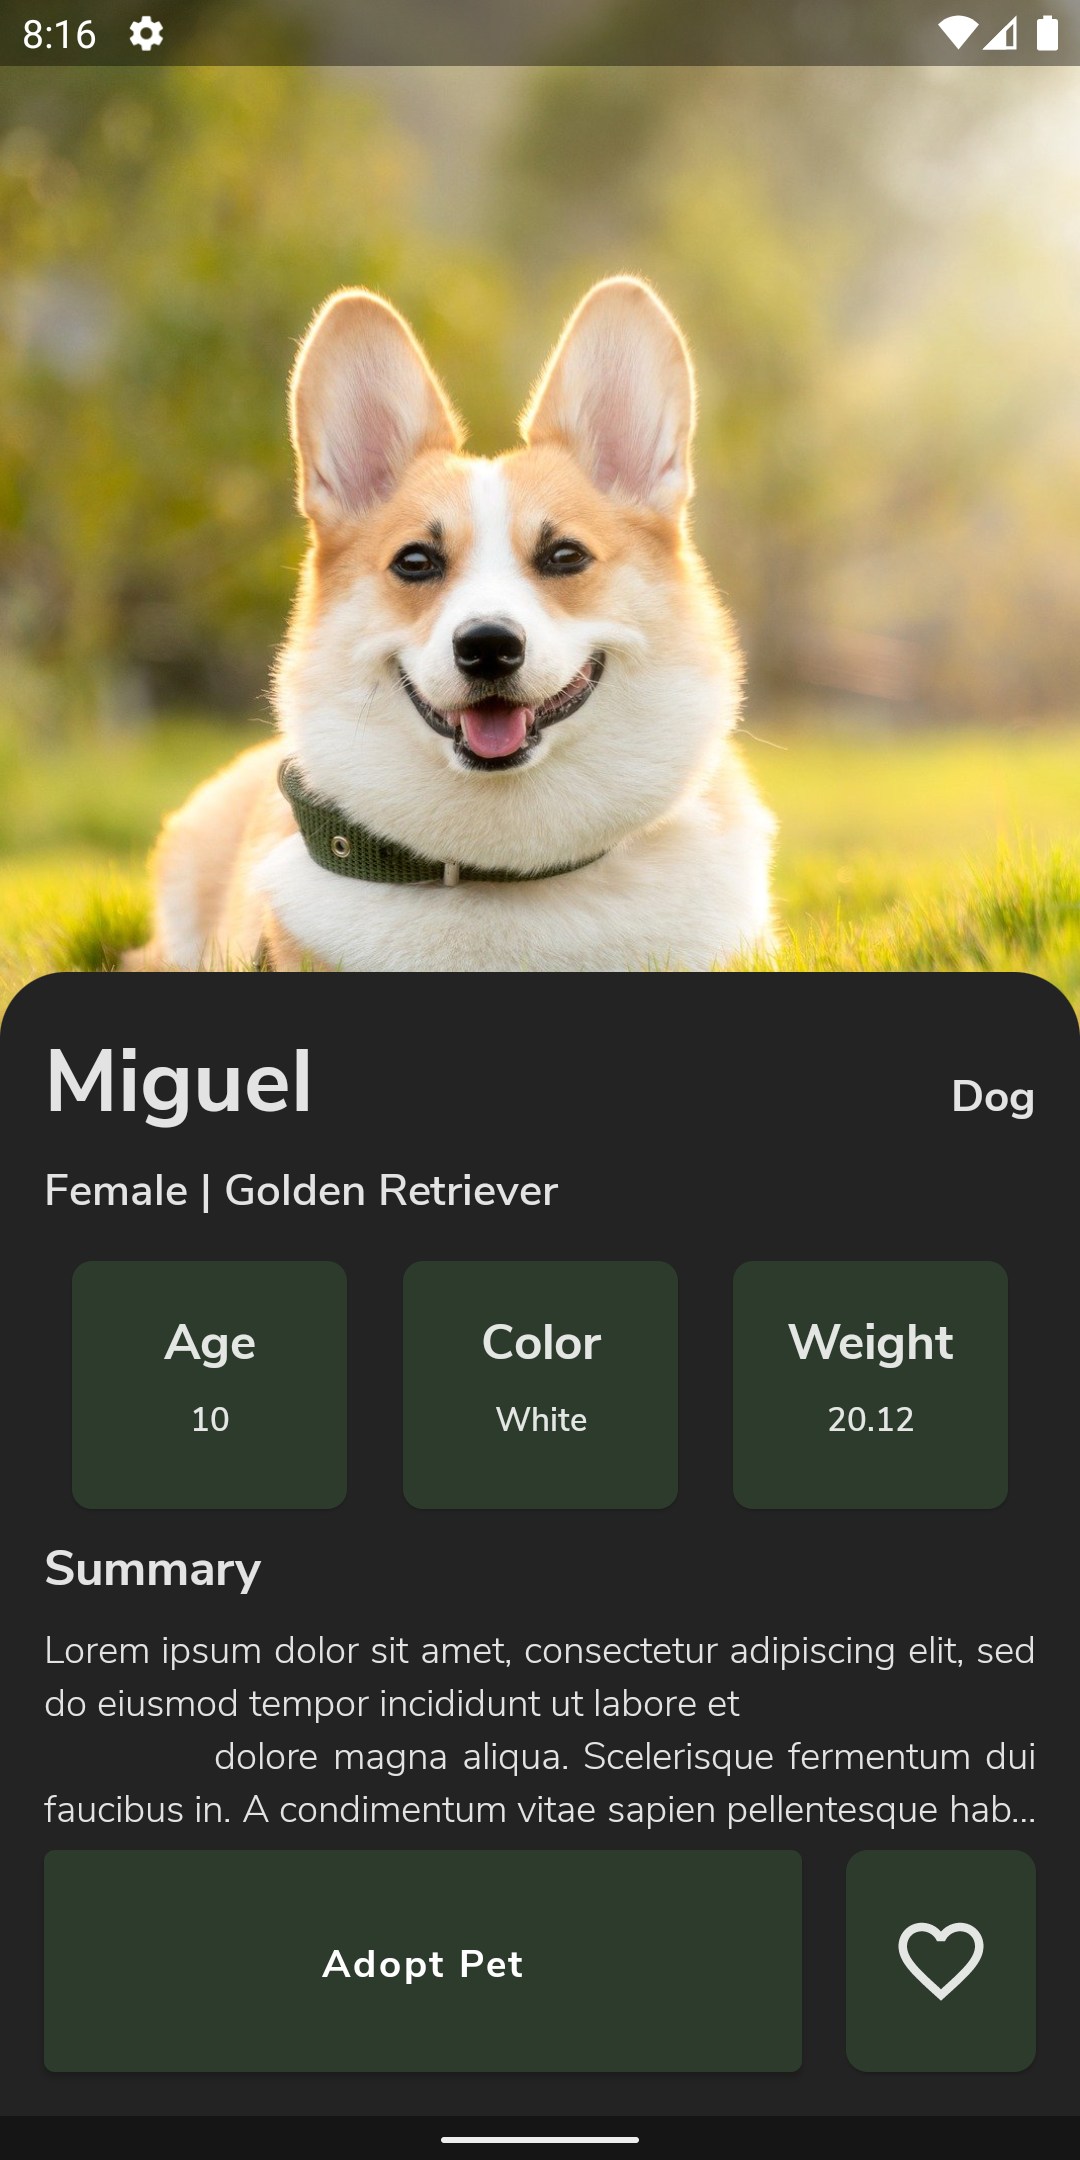 8:16
Miguel
Dog
Female | Golden Retriever
Age
Color
Weight
10
White
20.12
Summary
Lorem ipsum dolor sit amet, consectetur adipiscing elit, sed
do eiusmod tempor incididunt ut labore et
dolore magna aliqua. Scelerisque fermentum dui
faucibus in. A condimentum vitae sapien pellentesque hab...
Adopt Pet